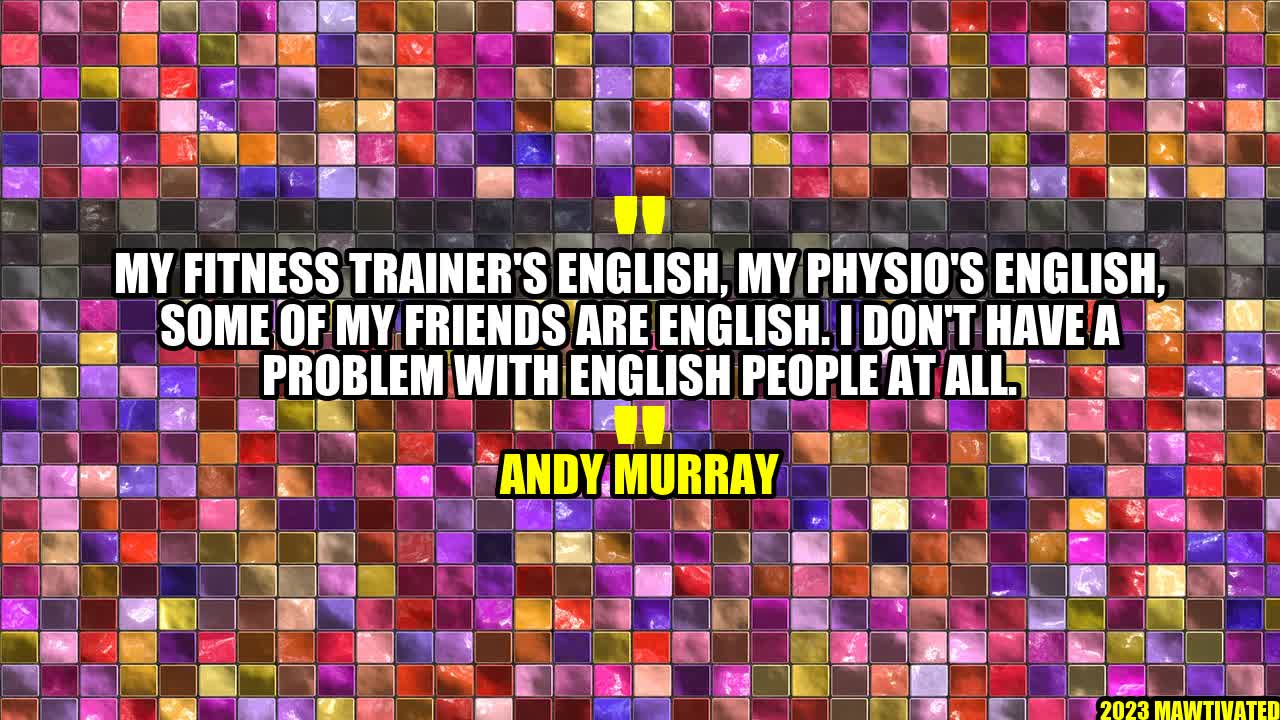 "
MY FITNESS TRAINER'S ENGLISH, MY PHYSIO'S ENGLISH,
SOME OF MY FRIENDS ARE ENGLISH. I DON'T HAVE A
PROBLEM WITH ENGLISH PEOPLE AT ALL.
"
ANDY MURRAY
2023 MAWTIVATED